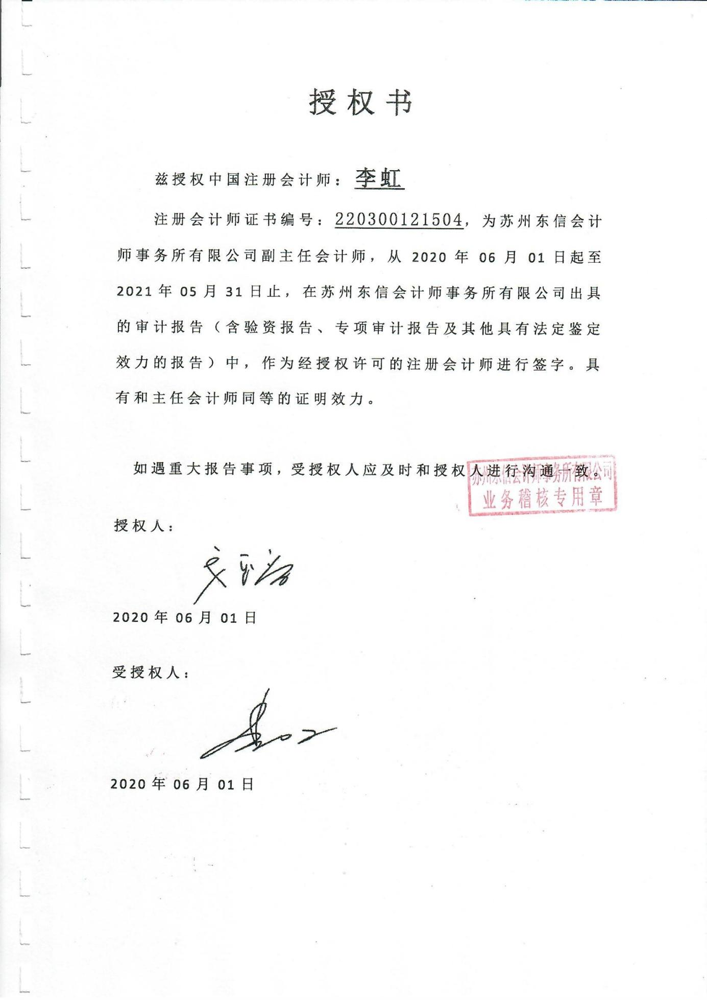 授权书
兹授权中国注册会计师：李虹
注册会计师证书编号：220300121504，为苏州东信会计
师事务所有限公司副主任会计师，从 2020 年 06 月 01 日起至
2021 年 05 月 31 日止，在苏州东信会计师事务所有限公司出具
的审计报告（含验资报告、专项审计报告及其他具有法定鉴定
效力的报告）中，作为经授权许可的注册会计师进行签字。具
有和主任会计师同等的证明效力。
如遇重大报告事项，受授权人应及时和授权人进行沟通一致。
苏州东信会计师事务所有限公司
业务稽核专用章
授权人：
2020 年 06 月 01 日
受授权人：
2020 年 06 月 01 日